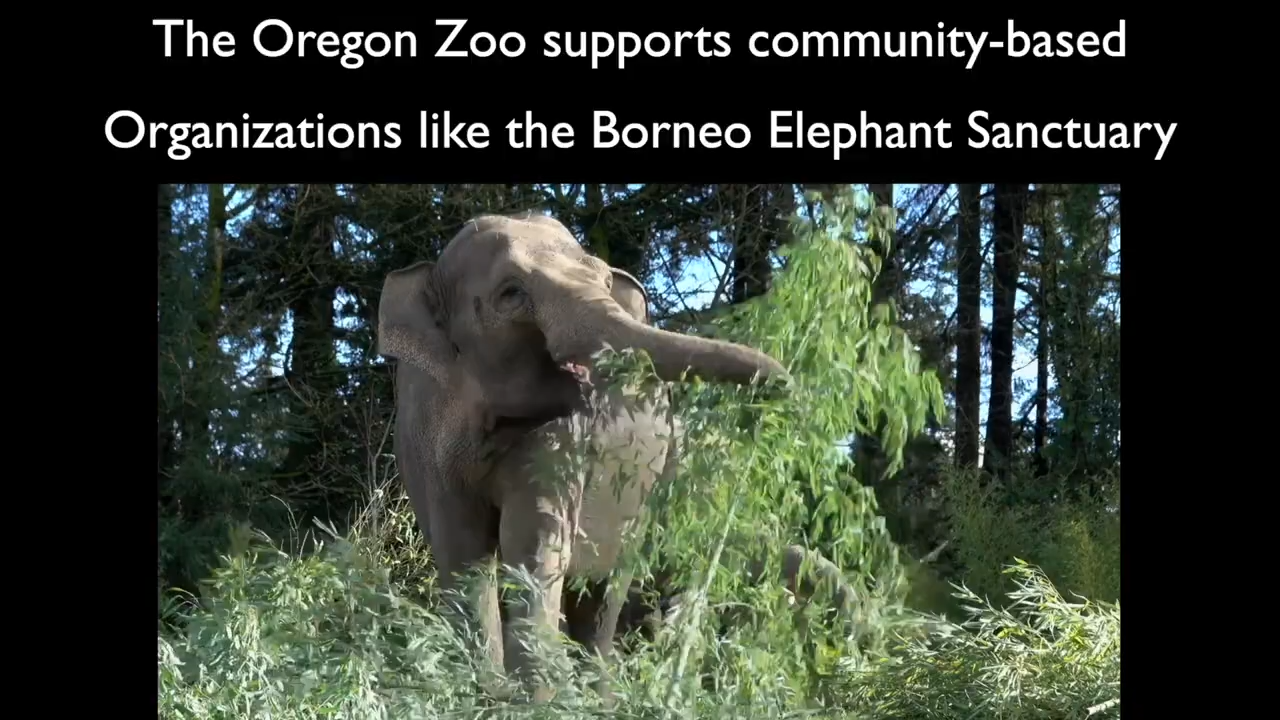 The Oregon Zoo supports community-based
Organizations like the Borneo Elephant Sanctuary